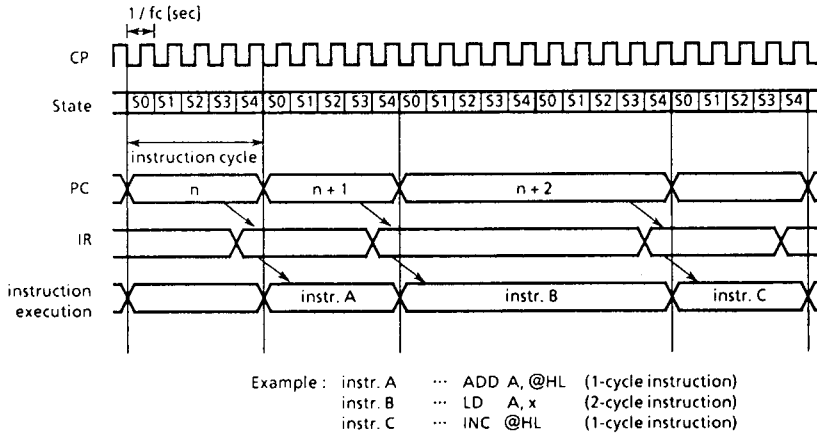 1 / fc [sec]
CP
State S0 S1 S2 S3 S4 S0 S1 S2 S3 S4 S0 S1 S2 S3 S4 S0 S1 S2 S3 S4 S0 S1 S2 S3 S4
instruction cycle
PC n n + 1 n + 2
IR
instruction
execution
instr. A instr. B instr. C
Example : instr. A ··· ADD A, @HL (1-cycle instruction)
instr. B ··· LD A, x (2-cycle instruction)
instr. C ··· INC @HL (1-cycle instruction)